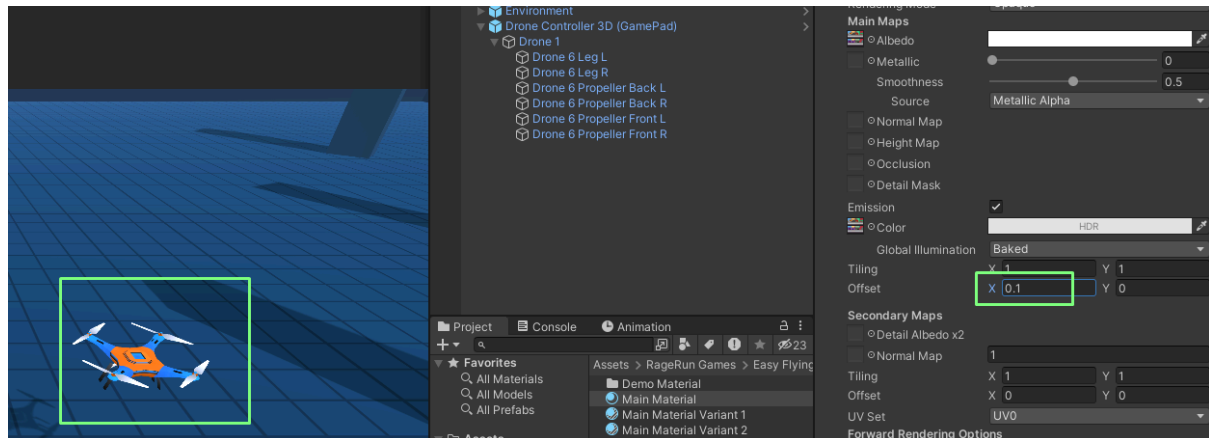 Environment
Drone Controller 3D (GamePad)
Drone 1
Drone 6 Leg L
Drone 6 Leg R
Drone 6 Propeller Back L
Drone 6 Propeller Back R
Drone 6 Propeller Front L
Drone 6 Propeller Front R
Project
Console
Animation
23
Favorites
All Materials
All Models
All Prefabs
Assets
Assets > RageRun Games > Easy Flying
Demo Material
Main Material
Main Material Variant 1
Main Material Variant 2
Rendering Mode Opaque
Main Maps
Albedo
Metallic 0
Smoothness 0.5
Source Metallic Alpha
Normal Map
Height Map
Occlusion
Detail Mask
Emission
Color HDR
Global Illumination Baked
Tiling X 1 Y 1
Offset X 0.1 Y 0
Secondary Maps
Detail Albedo x2
Normal Map 1
Tiling X 1 Y 1
Offset X 0 Y 0
UV Set UV0
Forward Rendering Options